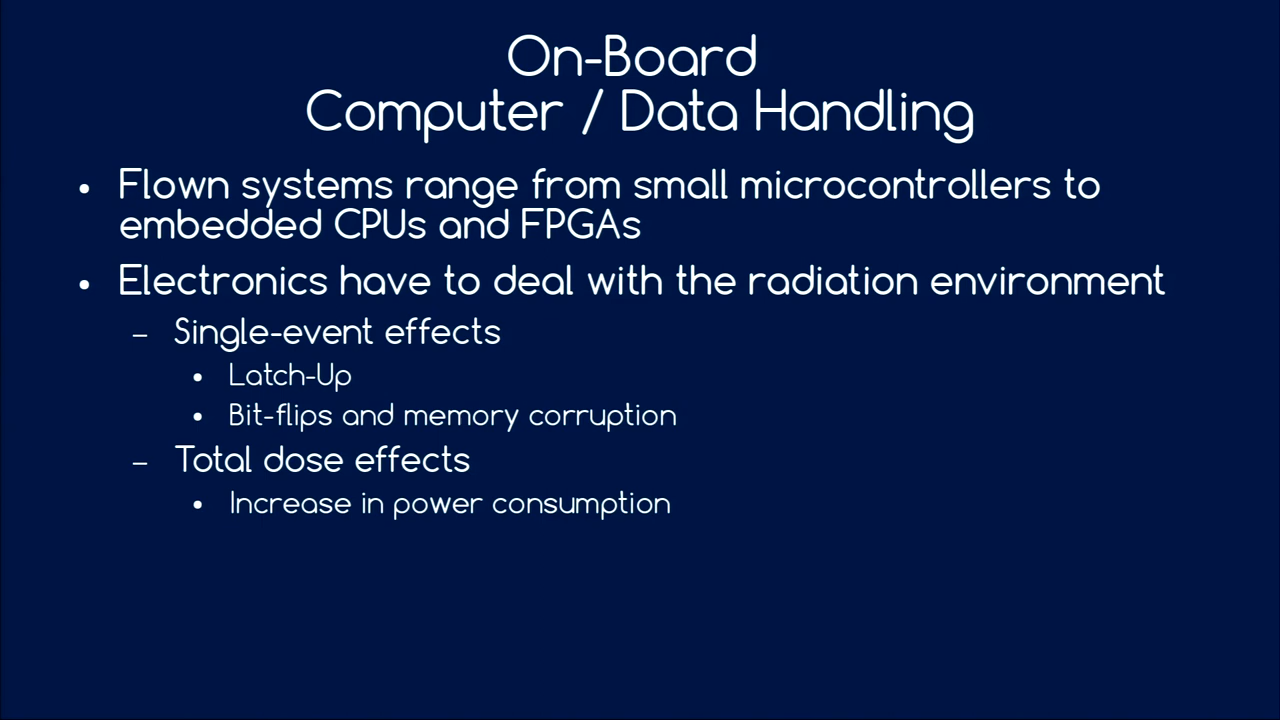 On-Board
Computer / Data Handling
• Flown systems range from small microcontrollers to
embedded CPUs and FPGAs
• Electronics have to deal with the radiation environment
– Single-event effects
• Latch-Up
• Bit-flips and memory corruption
– Total dose effects
• Increase in power consumption